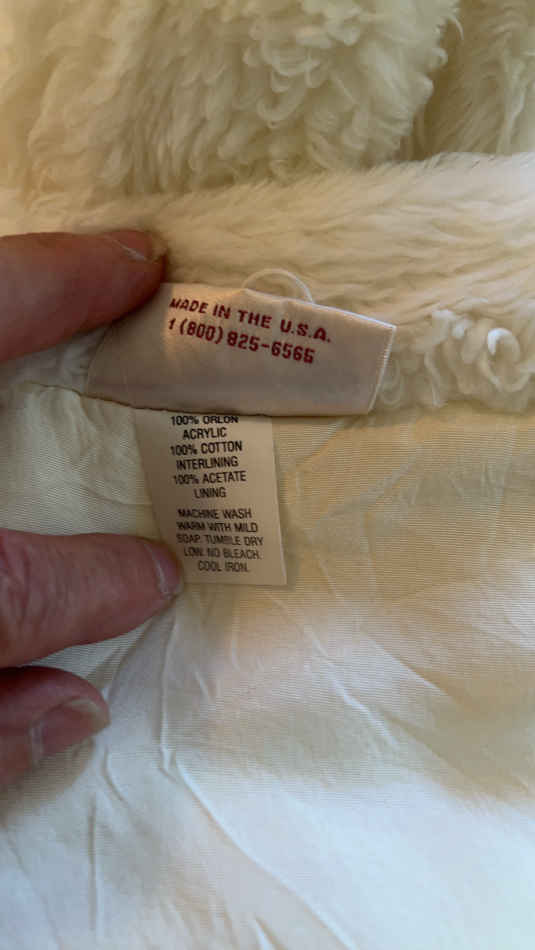 MADE IN THE U.S.A.
1 (800) 825-6566
100% ORLON
ACRYLIC
100% COTTON
INTERLINING
100% ACETATE
LINING
MACHINE WASH
WARM WITH MILD
SOAP. TUMBLE DRY
LOW. NO BLEACH.
COOL IRON.